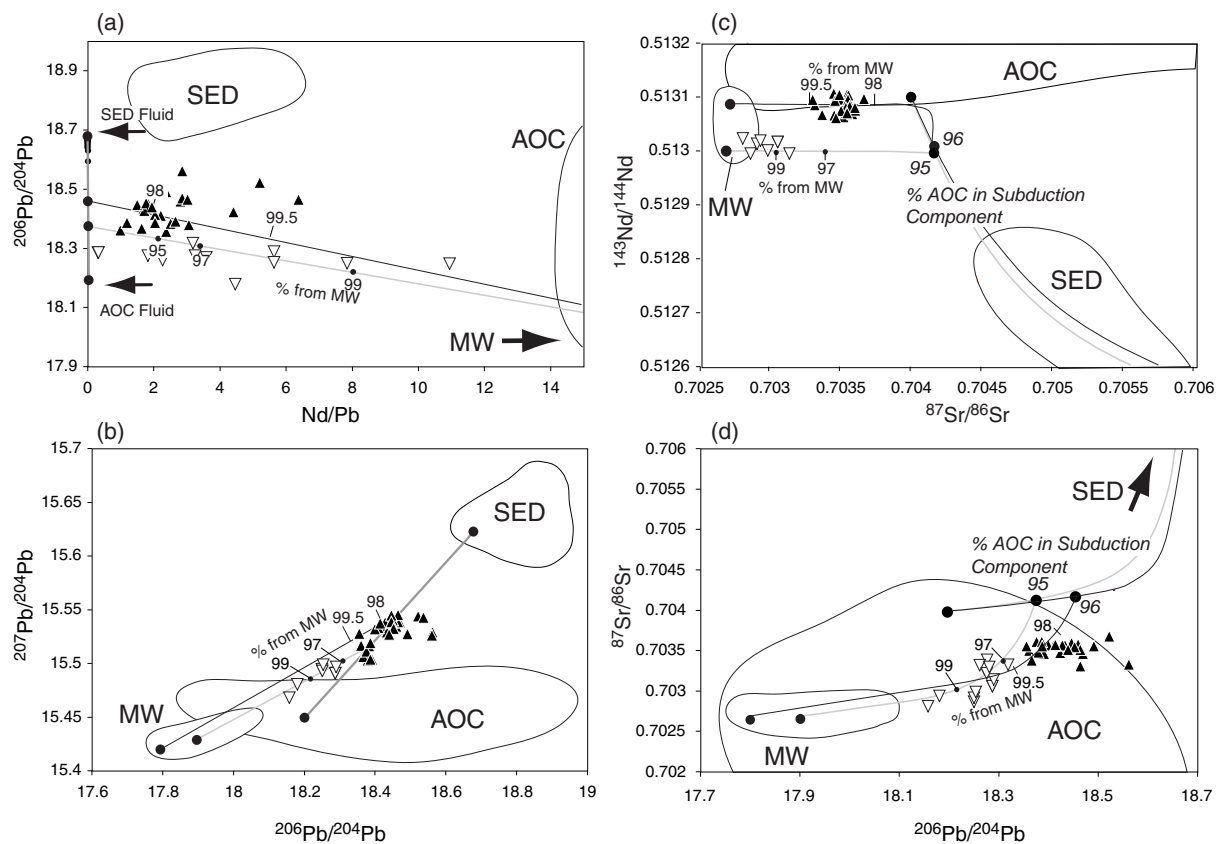 (a)
18.9
18.7
18.5
18.3
18.1
17.9
206Pb/204Pb
SED Fluid
SED
AOC
98
99.5
95
97
99
% from MW
AOC Fluid
MW
0
2
4
6
8
10
12
14
Nd/Pb
(c)
0.5132
0.5131
0.513
0.5129
0.5128
0.5127
0.5126
143Nd/144Nd
% from MW
99.5
98
AOC
96
95
99
97
% from MW
MW
% AOC in Subduction
Component
SED
0.7025
0.703
0.7035
0.704
0.7045
0.705
0.7055
0.706
87Sr/86Sr
(b)
15.7
15.65
15.6
15.55
15.5
15.45
15.4
207Pb/204Pb
SED
98
99.5
% from MW
97
99
MW
AOC
17.6
17.8
18
18.2
18.4
18.6
18.8
19
206Pb/204Pb
(d)
0.706
0.705
0.704
0.703
0.702
87Sr/86Sr
SED
% AOC in Subduction
Component
95
96
98
97
99
99.5
% from MW
MW
AOC
17.7
17.9
18.1
18.3
18.5
18.7
206Pb/204Pb